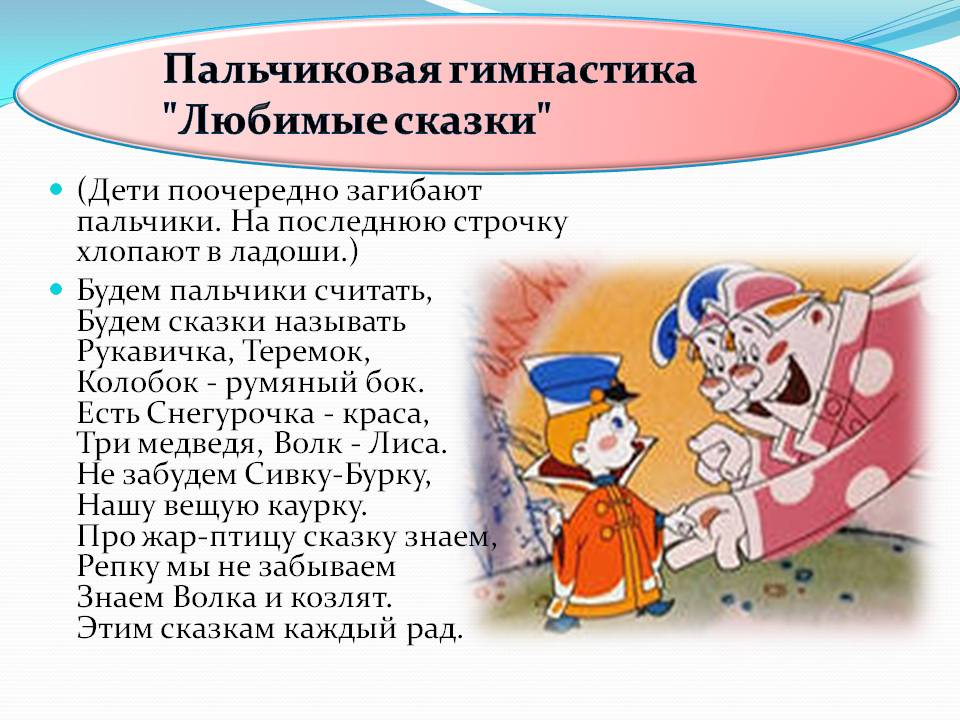 Пальчиковая гимнастика
"Любимые сказки"
(Дети поочередно загибают
пальчики. На последнюю строчку
хлопают в ладоши.)
Будем пальчики считать,
Будем сказки называть
Рукавичка, Теремок,
Колобок - румяный бок.
Есть Снегурочка - краса,
Три медведя, Волк - Лиса.
Не забудем Сивку-Бурку,
Нашу вещую каурку.
Про жар-птицу сказку знаем,
Репку мы не забываем
Знаем Волка и козлят.
Этим сказкам каждый рад.